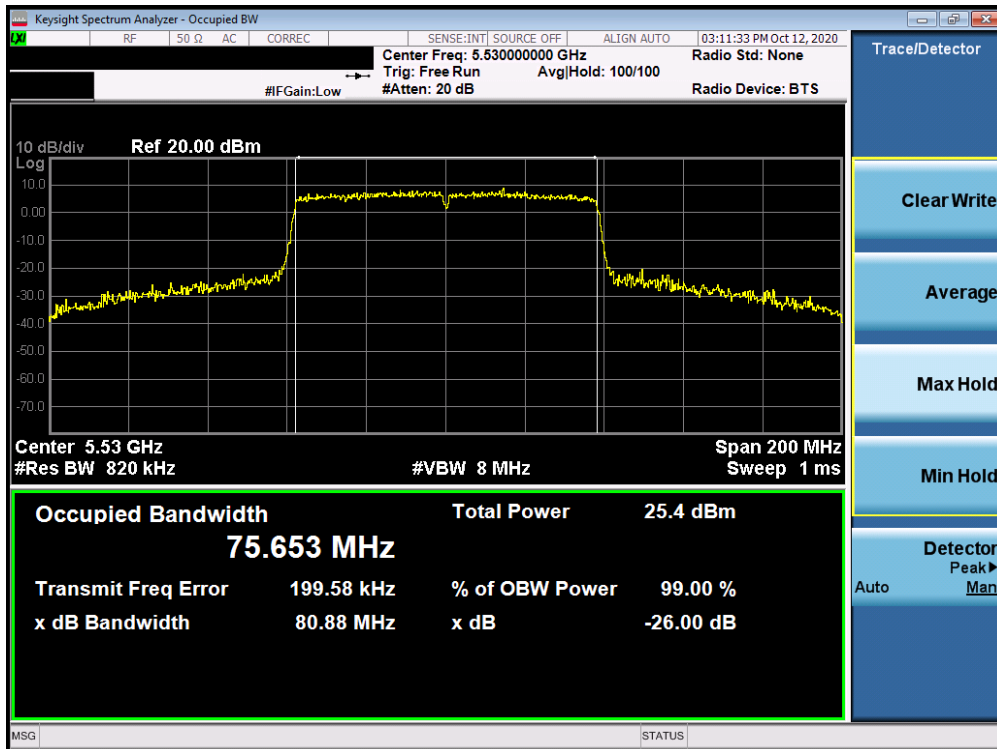 Keysight Spectrum Analyzer - Occupied BW
LXI RF 50 Ω AC CORREC SENSE:INT SOURCE OFF ALIGN AUTO 03:11:33 PM Oct 12, 2020
Center Freq: 5.530000000 GHz Radio Std: None
Trig: Free Run Avg|Hold: 100/100
#IFGain:Low #Atten: 20 dB Radio Device: BTS
Trace/Detector
10 dB/div Ref 20.00 dBm
Log
10.0
0.00
-10.0
-20.0
-30.0
-40.0
-50.0
-60.0
-70.0
Center 5.53 GHz Span 200 MHz
#Res BW 820 kHz #VBW 8 MHz Sweep 1 ms
Occupied Bandwidth Total Power 25.4 dBm
75.653 MHz
Transmit Freq Error 199.58 kHz % of OBW Power 99.00 %
x dB Bandwidth 80.88 MHz x dB -26.00 dB
Clear Write
Average
Max Hold
Min Hold
Detector
Peak
Auto Man
MSG STATUS